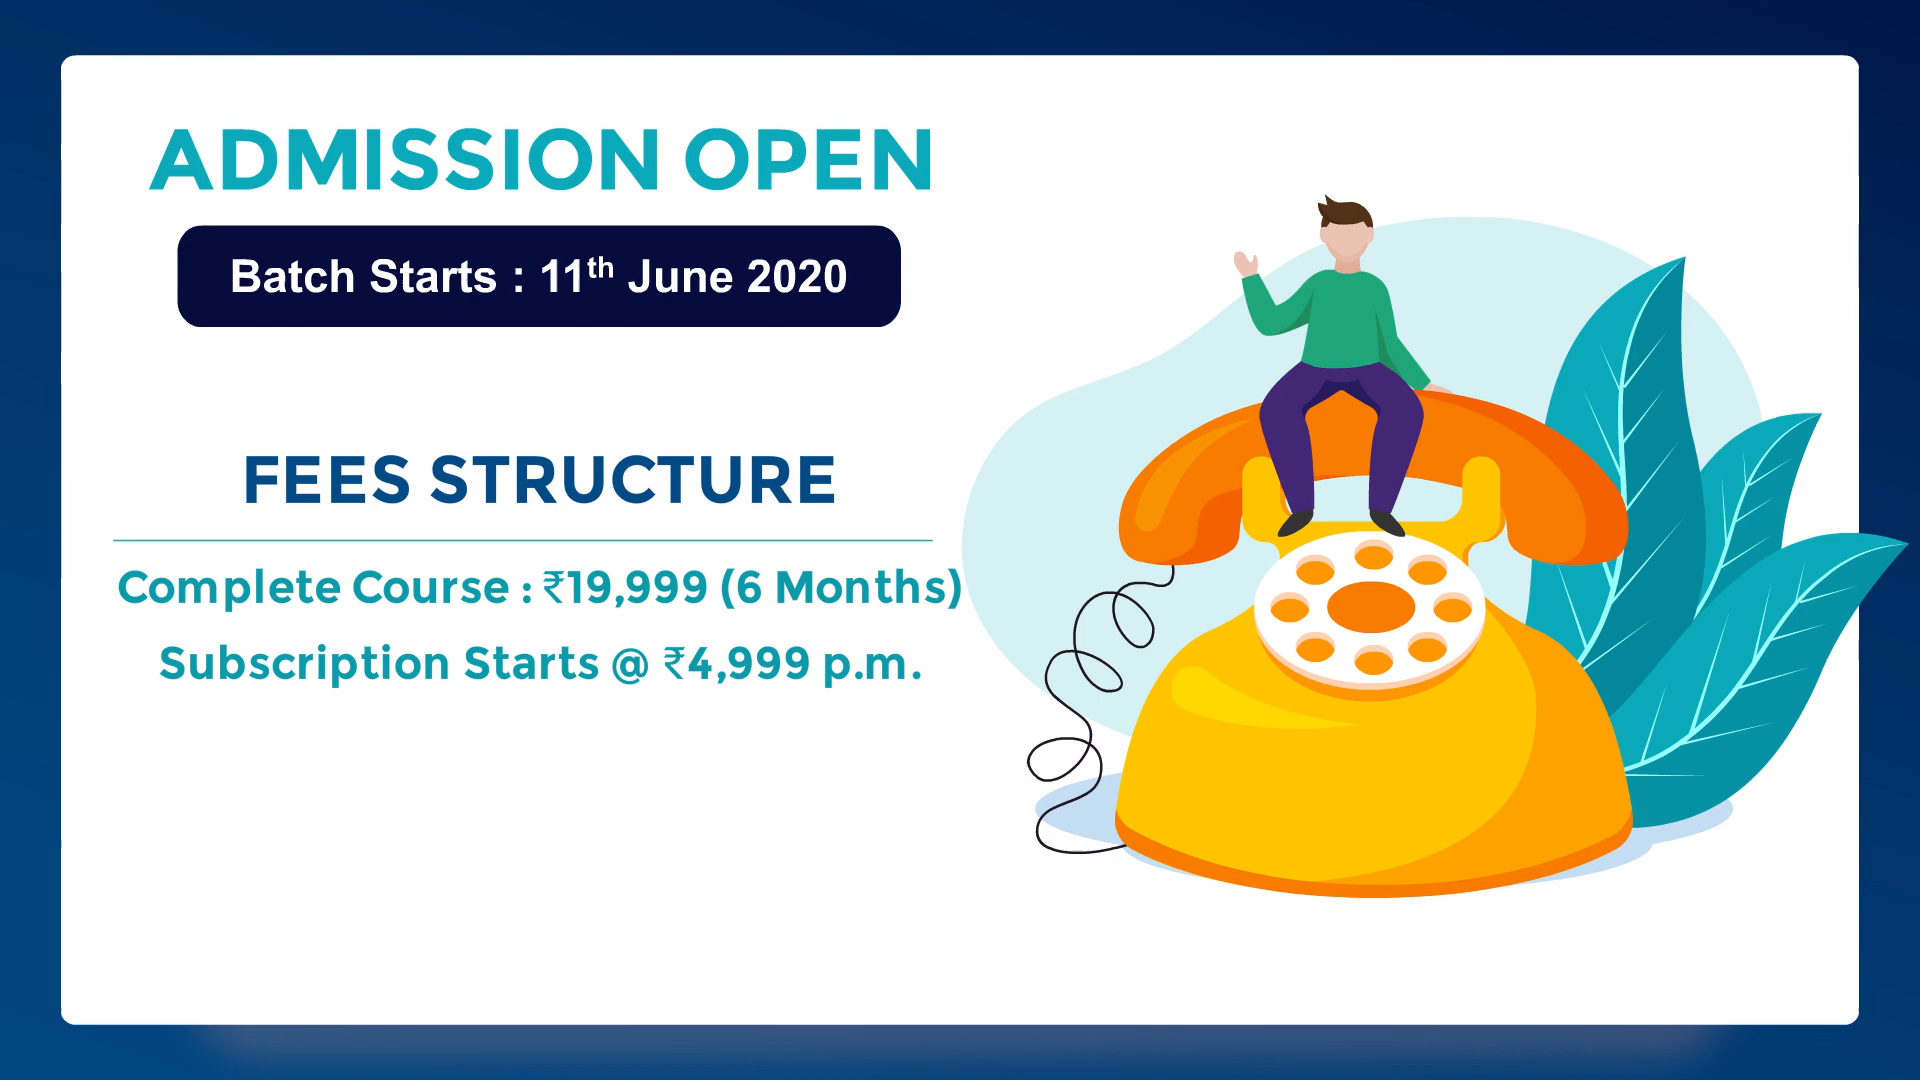 ADMISSION OPEN
Batch Starts : 11th June 2020
FEES STRUCTURE
Complete Course : ₹19,999 (6 Months)
Subscription Starts @ ₹4,999 p.m.